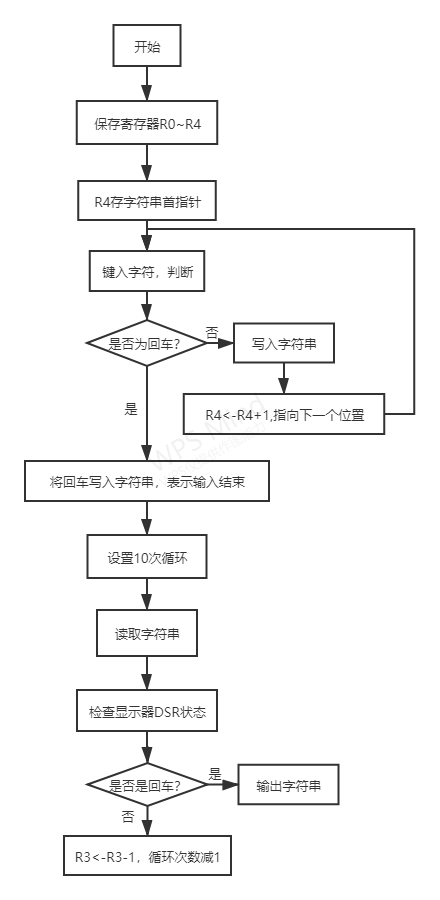 开始
保存寄存器R0~R4
R4存字符串首指针
键入字符，判断
是否为回车？
否
写入字符串
R4<-R4+1,指向下一个位置
是
将回车写入字符串，表示输入结束
设置10次循环
读取字符串
检查显示器DSR状态
是否是回车？
是
输出字符串
否
R3<-R3-1，循环次数减1
WPS Mind